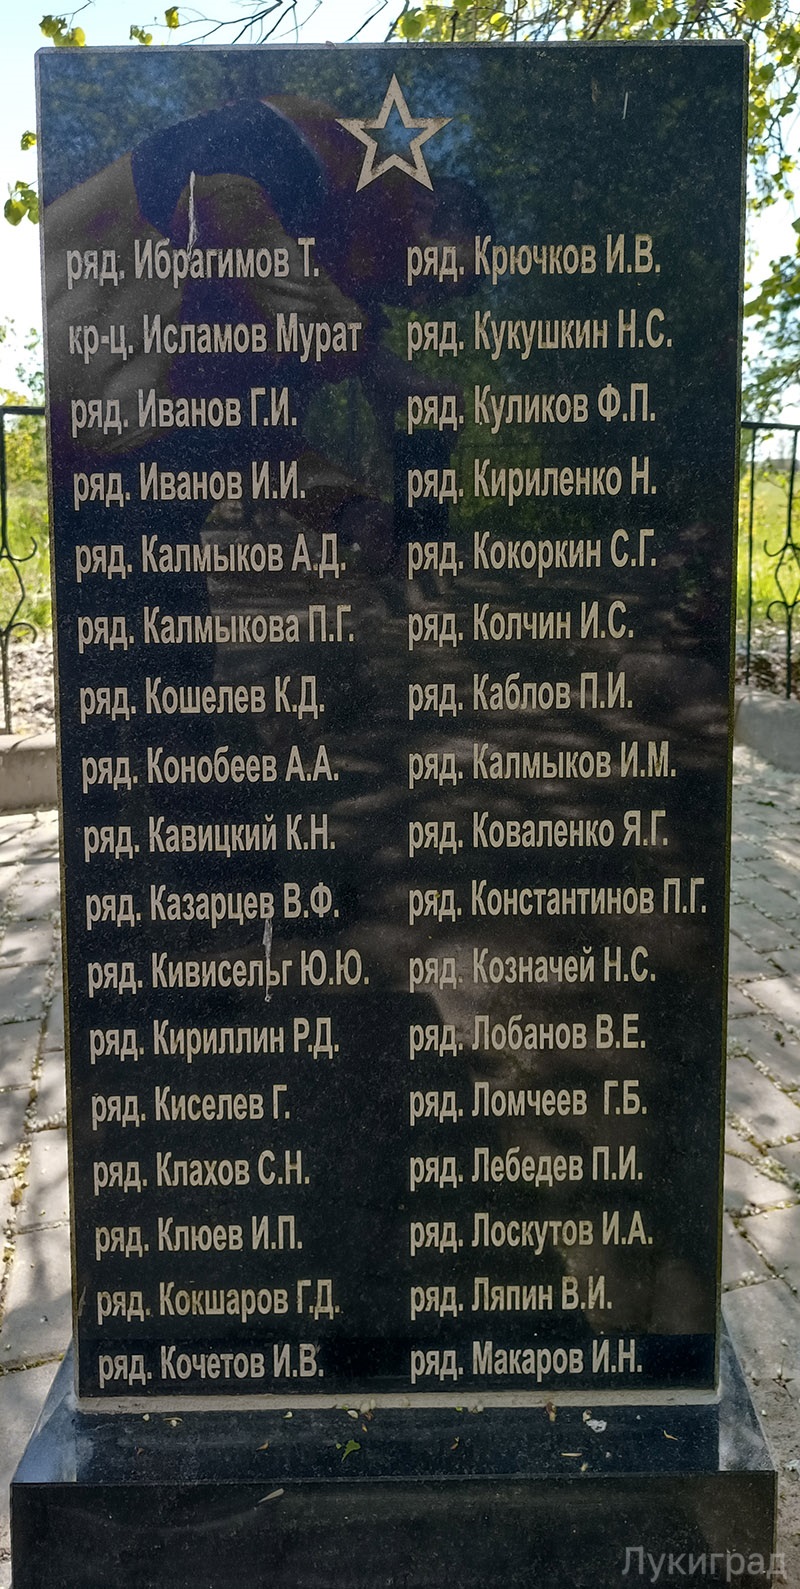 ряд. Ибрагимов Т.
кр-ц. Исламов Мурат
ряд. Иванов Г.И.
ряд. Иванов И.И.
ряд. Калмыков А.Д.
ряд. Калмыкова П.Г.
ряд. Кошелев К.Д.
ряд. Конобеев А.А.
ряд. Кавицкий К.Н.
ряд. Казарцев В.Ф.
ряд. Кивисельг Ю.Ю.
ряд. Кириллин Р.Д.
ряд. Киселев Г.
ряд. Клахов С.Н.
ряд. Клюев И.П.
ряд. Кокшаров Г.Д.
ряд. Кочетов И.В.
ряд. Крючков И.В.
ряд. Кукушкин Н.С.
ряд. Куликов Ф.П.
ряд. Кириленко Н.
ряд. Кокоркин С.Г.
ряд. Колчин И.С.
ряд. Каблов П.И.
ряд. Калмыков И.М.
ряд. Коваленко Я.Г.
ряд. Константинов П.Г.
ряд. Козначей Н.С.
ряд. Лобанов В.Е.
ряд. Ломчеев Г.Б.
ряд. Лебедев П.И.
ряд. Лоскутов И.А.
ряд. Ляпин В.И.
ряд. Макаров И.Н.
Лукиград